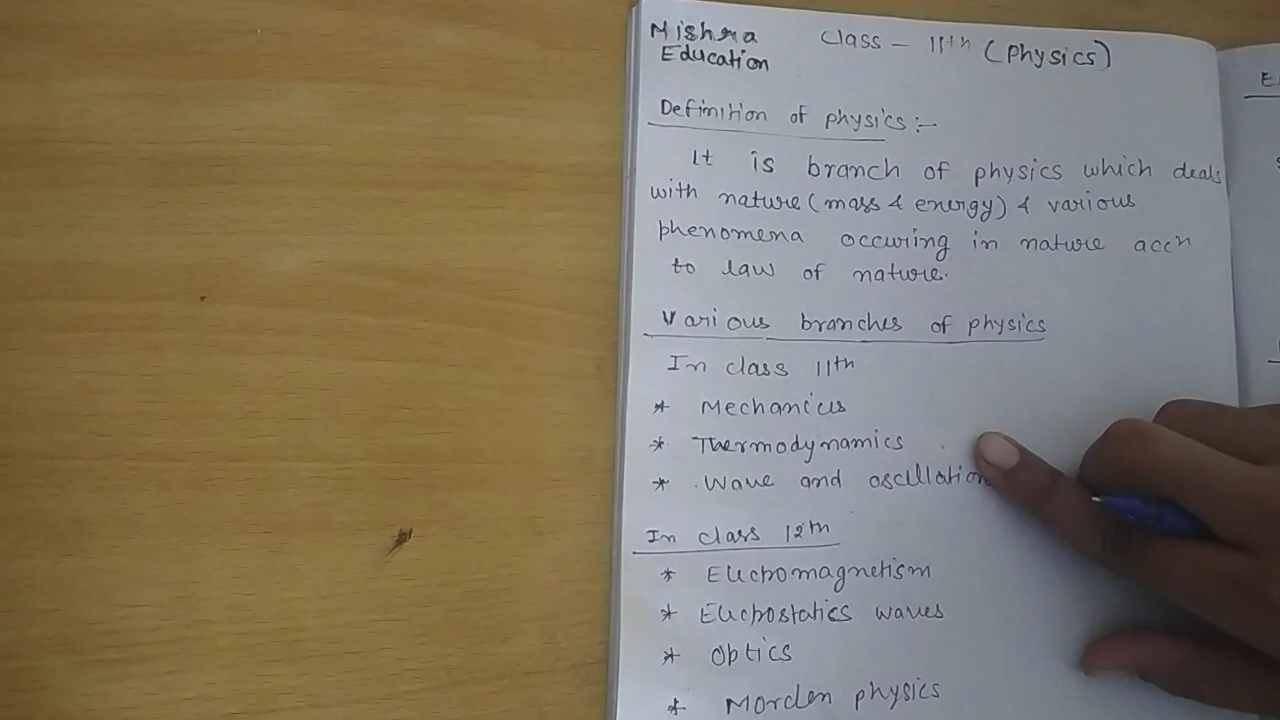 Mishra Class - 11th (Physics)
Education
Definition of physics :-
It is branch of physics which deals
with nature (mass & energy) & various
phenomena occuring in nature accn
to law of nature.
Various branches of physics
In class 11th
* Mechanics
* Thermodynamics
* Wave and oscillation
In class 12th
* Electromagnetism
* Electrostatics waves
* Optics
* Morden physics